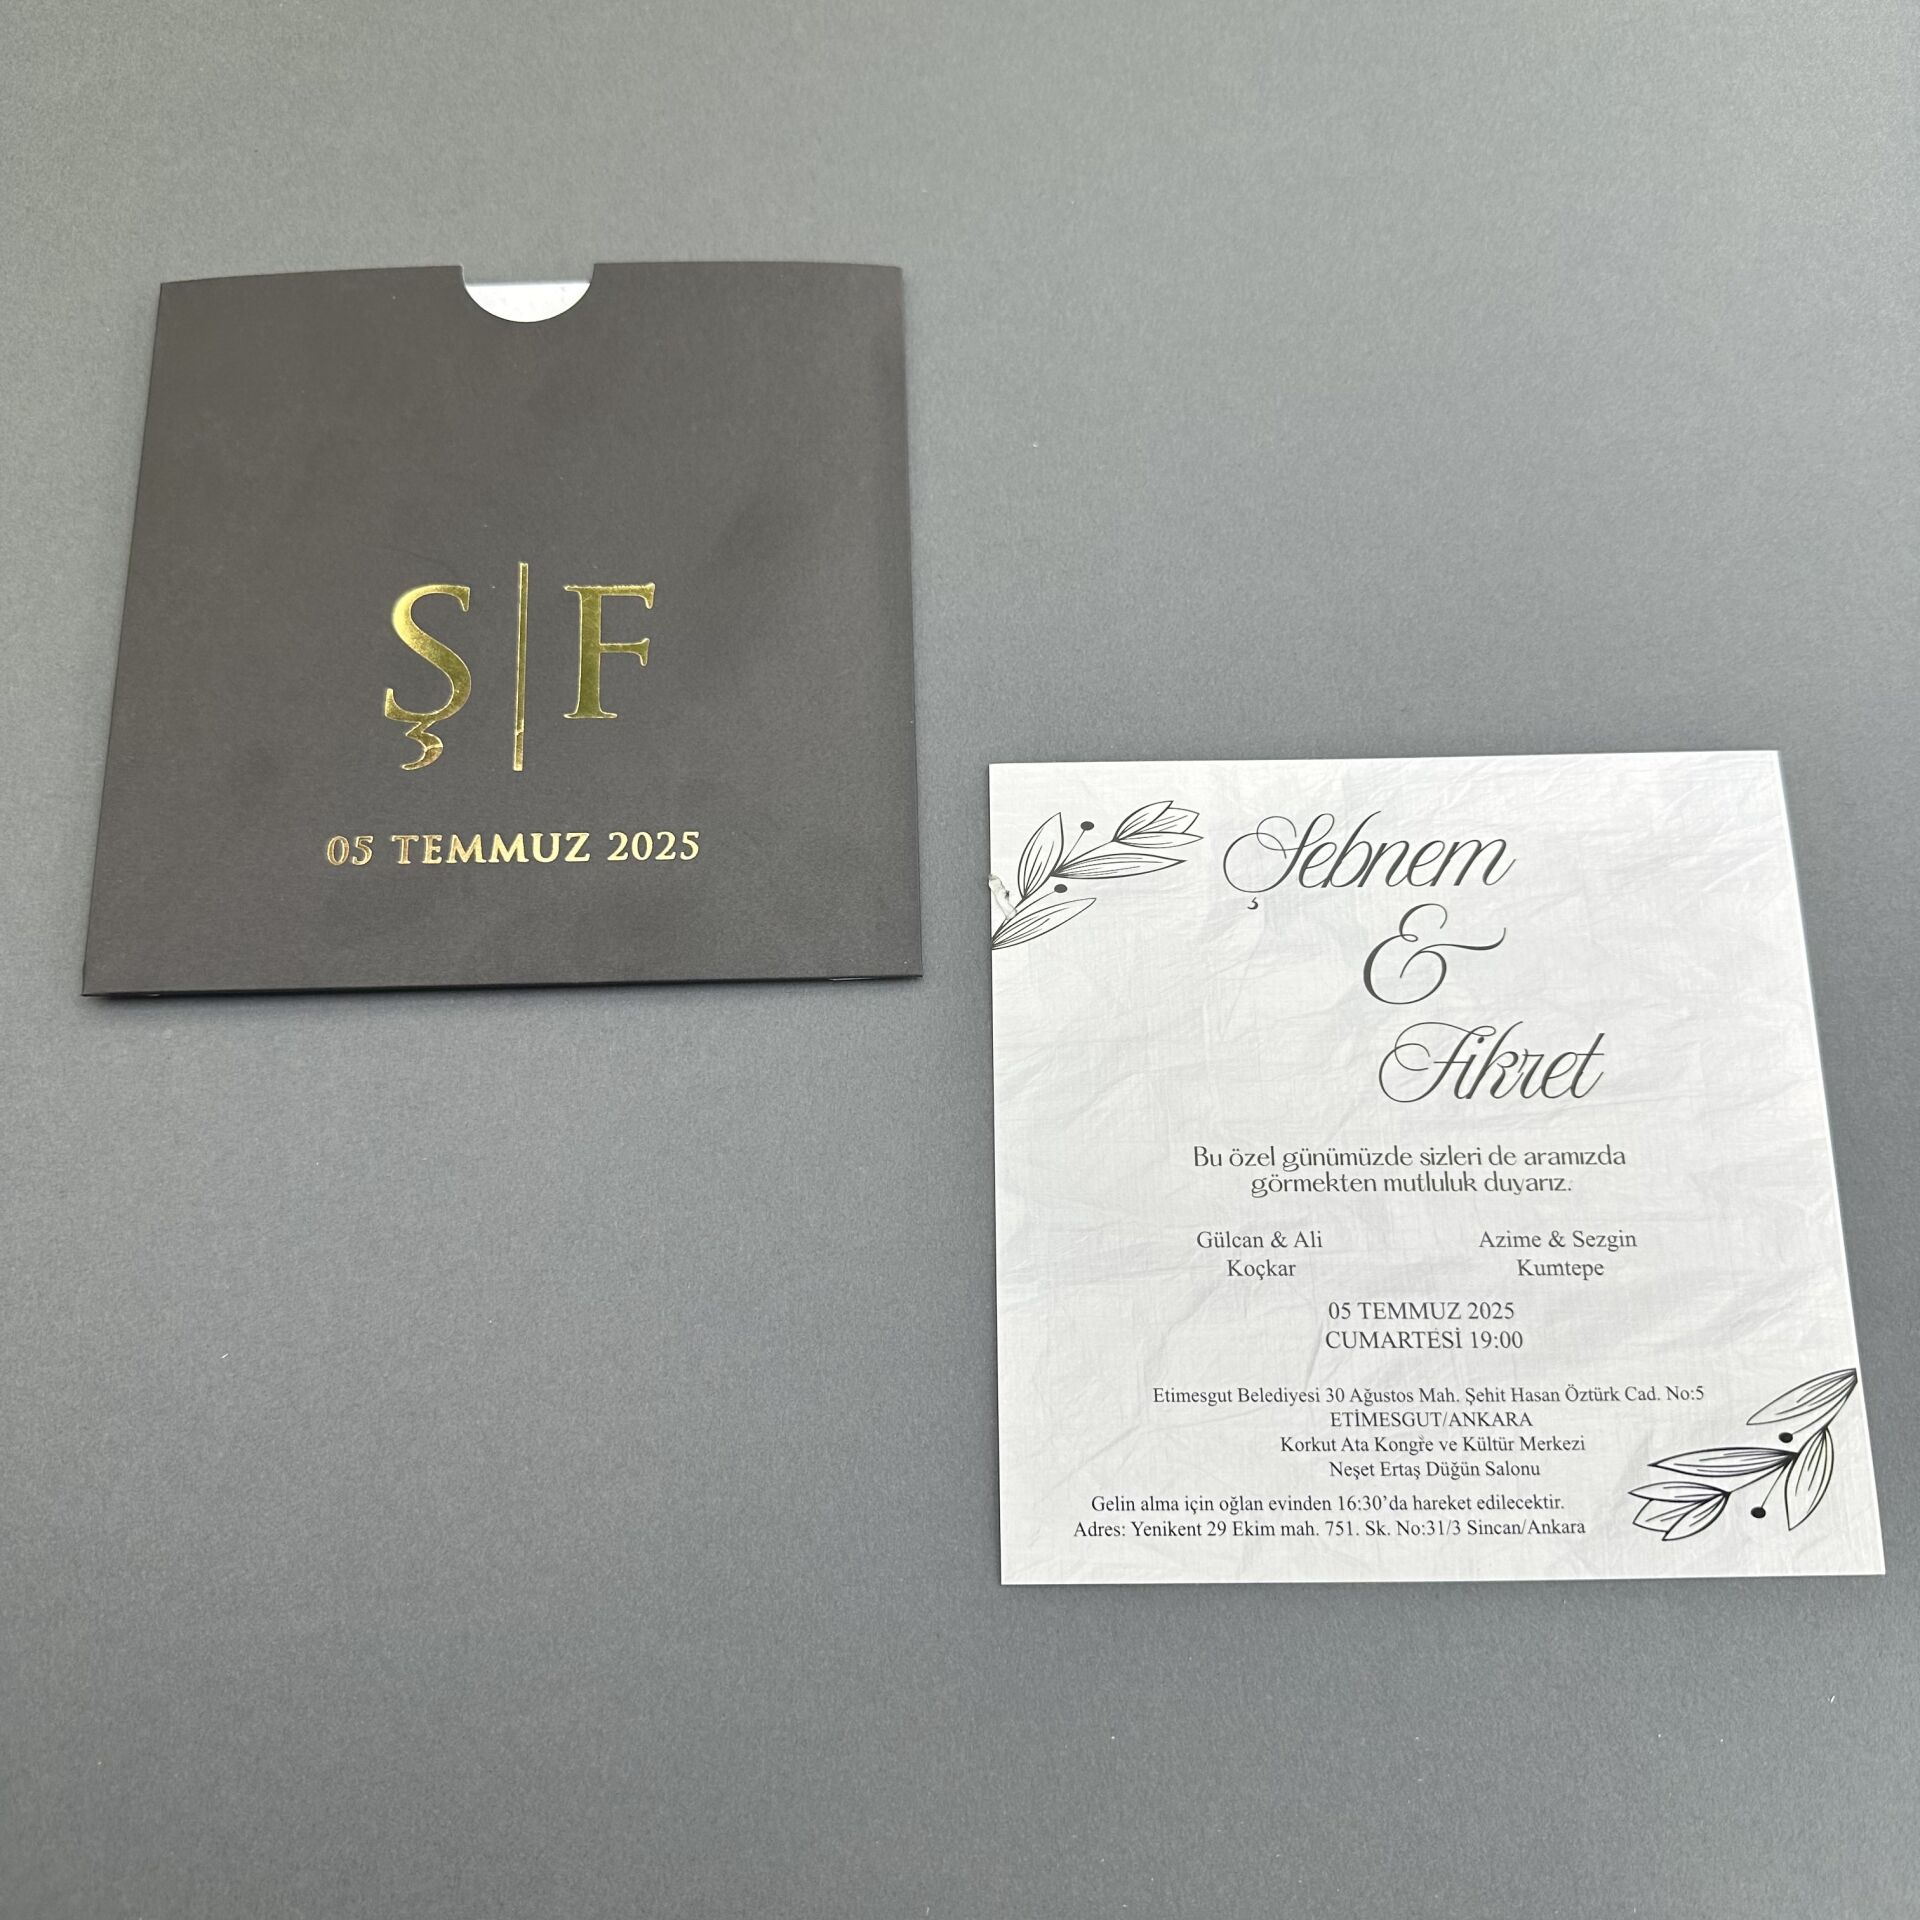 Ş|F
05 TEMMUZ 2025
Şebnem
&
Fikret
Bu özel günümüzde sizleri de aramızda
görmekten mutluluk duyarız.
Gülcan & Ali
Koçkar
Azime & Sezgin
Kumtepe
05 TEMMUZ 2025
CUMARTESİ 19:00
Etimesgut Belediyesi 30 Ağustos Mah. Şehit Hasan Öztürk Cad. No:5
ETİMESGUT/ANKARA
Korkut Ata Kongre ve Kültür Merkezi
Neşet Ertaş Düğün Salonu
Gelin alma için oğlan evinden 16:30'da hareket edilecektir.
Adres: Yenikent 29 Ekim mah. 751. Sk. No:31/3 Sincan/Ankara